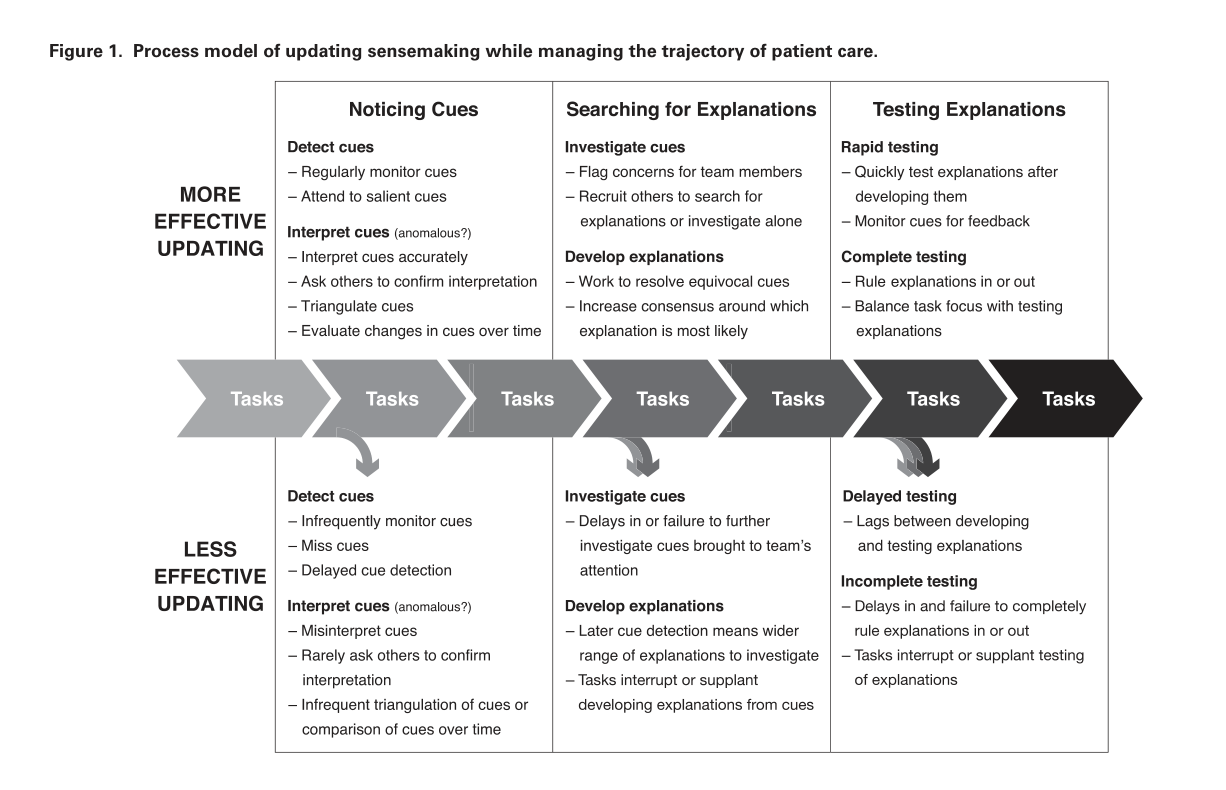 Figure 1. Process model of updating sensemaking while managing the trajectory of patient care.
MORE
EFFECTIVE
UPDATING
Noticing Cues
Detect cues
– Regularly monitor cues
– Attend to salient cues
Interpret cues (anomalous?)
– Interpret cues accurately
– Ask others to confirm interpretation
– Triangulate cues
– Evaluate changes in cues over time
Searching for Explanations
Investigate cues
– Flag concerns for team members
– Recruit others to search for
explanations or investigate alone
Develop explanations
– Work to resolve equivocal cues
– Increase consensus around which
explanation is most likely
Testing Explanations
Rapid testing
– Quickly test explanations after
developing them
– Monitor cues for feedback
Complete testing
– Rule explanations in or out
– Balance task focus with testing
explanations
Tasks
Tasks
Tasks
Tasks
Tasks
Tasks
Tasks
LESS
EFFECTIVE
UPDATING
Detect cues
– Infrequently monitor cues
– Miss cues
– Delayed cue detection
Interpret cues (anomalous?)
– Misinterpret cues
– Rarely ask others to confirm
interpretation
– Infrequent triangulation of cues or
comparison of cues over time
Investigate cues
– Delays in or failure to further
investigate cues brought to team's
attention
Develop explanations
– Later cue detection means wider
range of explanations to investigate
– Tasks interrupt or supplant
developing explanations from cues
Delayed testing
– Lags between developing
and testing explanations
Incomplete testing
– Delays in and failure to completely
rule explanations in or out
– Tasks interrupt or supplant testing
of explanations